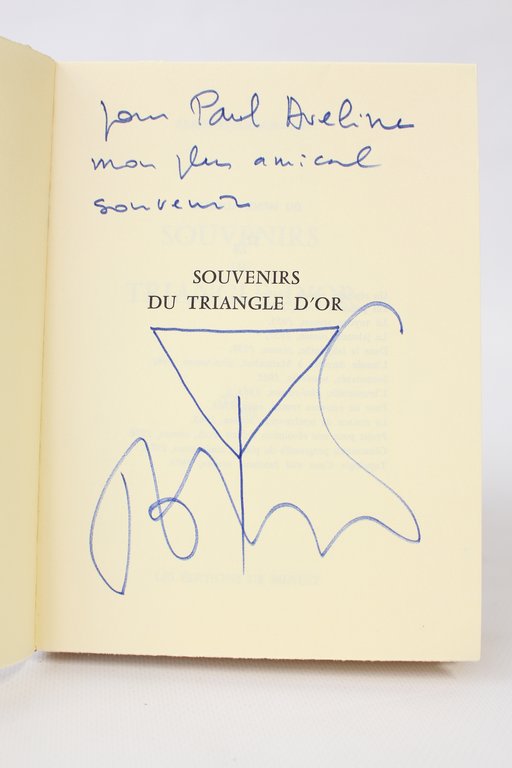 pour Paul Aveline
mon plus amical
souvenir
SOUVENIRS
DU TRIANGLE D'OR